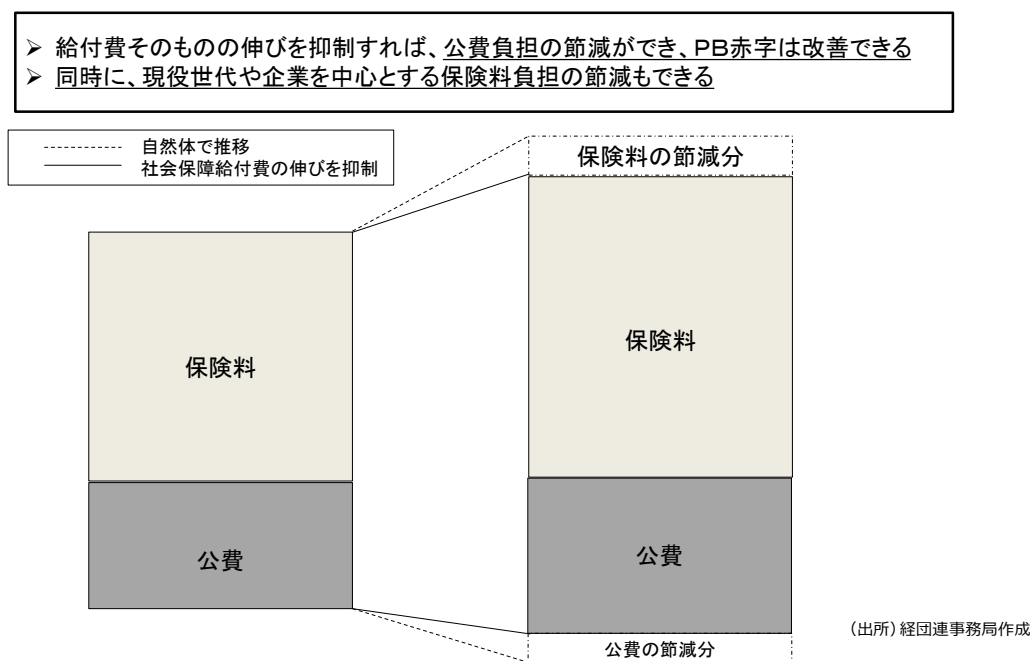 ➢ 給付費そのものの伸びを抑制すれば、公費負担の節減ができ、PB赤字は改善できる
➢ 同時に、現役世代や企業を中心とする保険料負担の節減もできる
自然体で推移
社会保障給付費の伸びを抑制
保険料の節減分
保険料
保険料
公費
公費
(出所)経団連事務局作成
公費の節減分